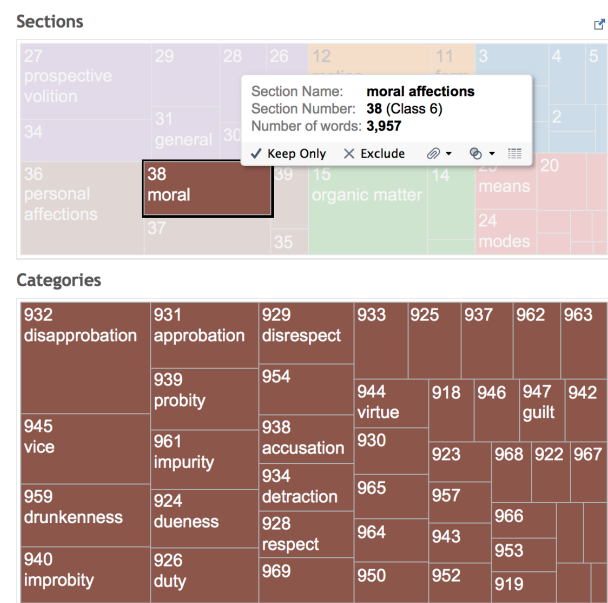 Sections
27
prospective
volition
29
28
26
12
11
3
4
5
31
general
30
2
34
Section Name: moral affections
Section Number: 38 (Class 6)
Number of words: 3,957
Keep Only
Exclude
36
personal
affections
38
moral
39
15
organic matter
14
means
20
24
modes
37
35
Categories
932
disapprobation
931
approbation
929
disrespect
933
925
937
962
963
939
probity
954
944
virtue
918
946
947
guilt
942
945
vice
961
impurity
938
accusation
930
923
968
922
967
934
detraction
965
957
959
drunkenness
924
dueness
928
respect
964
943
966
953
940
improbity
926
duty
969
950
952
919